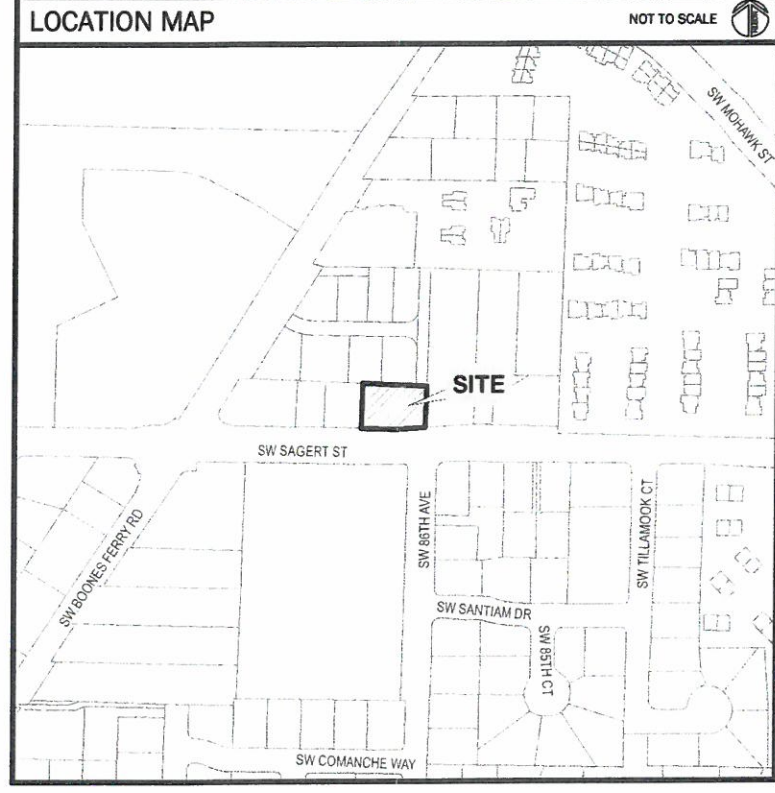 LOCATION MAP
NOT TO SCALE
SW MOHAWK ST
SITE
SW SAGERT ST
SW BOONES FERRY RD
SW 86TH AVE
SW TILLAMOOK CT
SW SANTIAM DR
SW 85TH CT
SW COMANCHE WAY